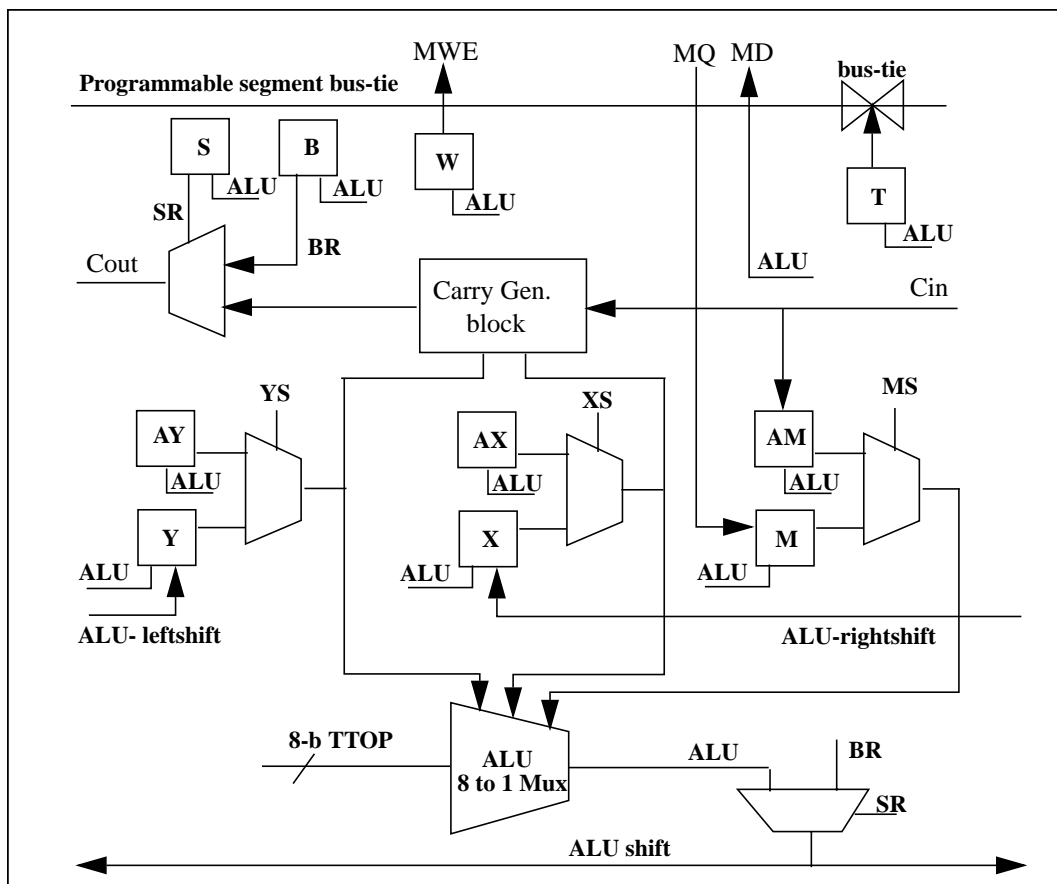 MWE
MQ MD
bus-tie
Programmable segment bus-tie
S
B
W
T
ALU
ALU
ALU
ALU
SR
BR
ALU
Cout
Carry Gen.
block
Cin
YS
XS
MS
AY
AX
AM
ALU
ALU
ALU
Y
X
M
ALU
ALU
ALU
ALU- leftshift
ALU-rightshift
8-b TTOP
ALU
8 to 1 Mux
ALU
BR
SR
ALU shift